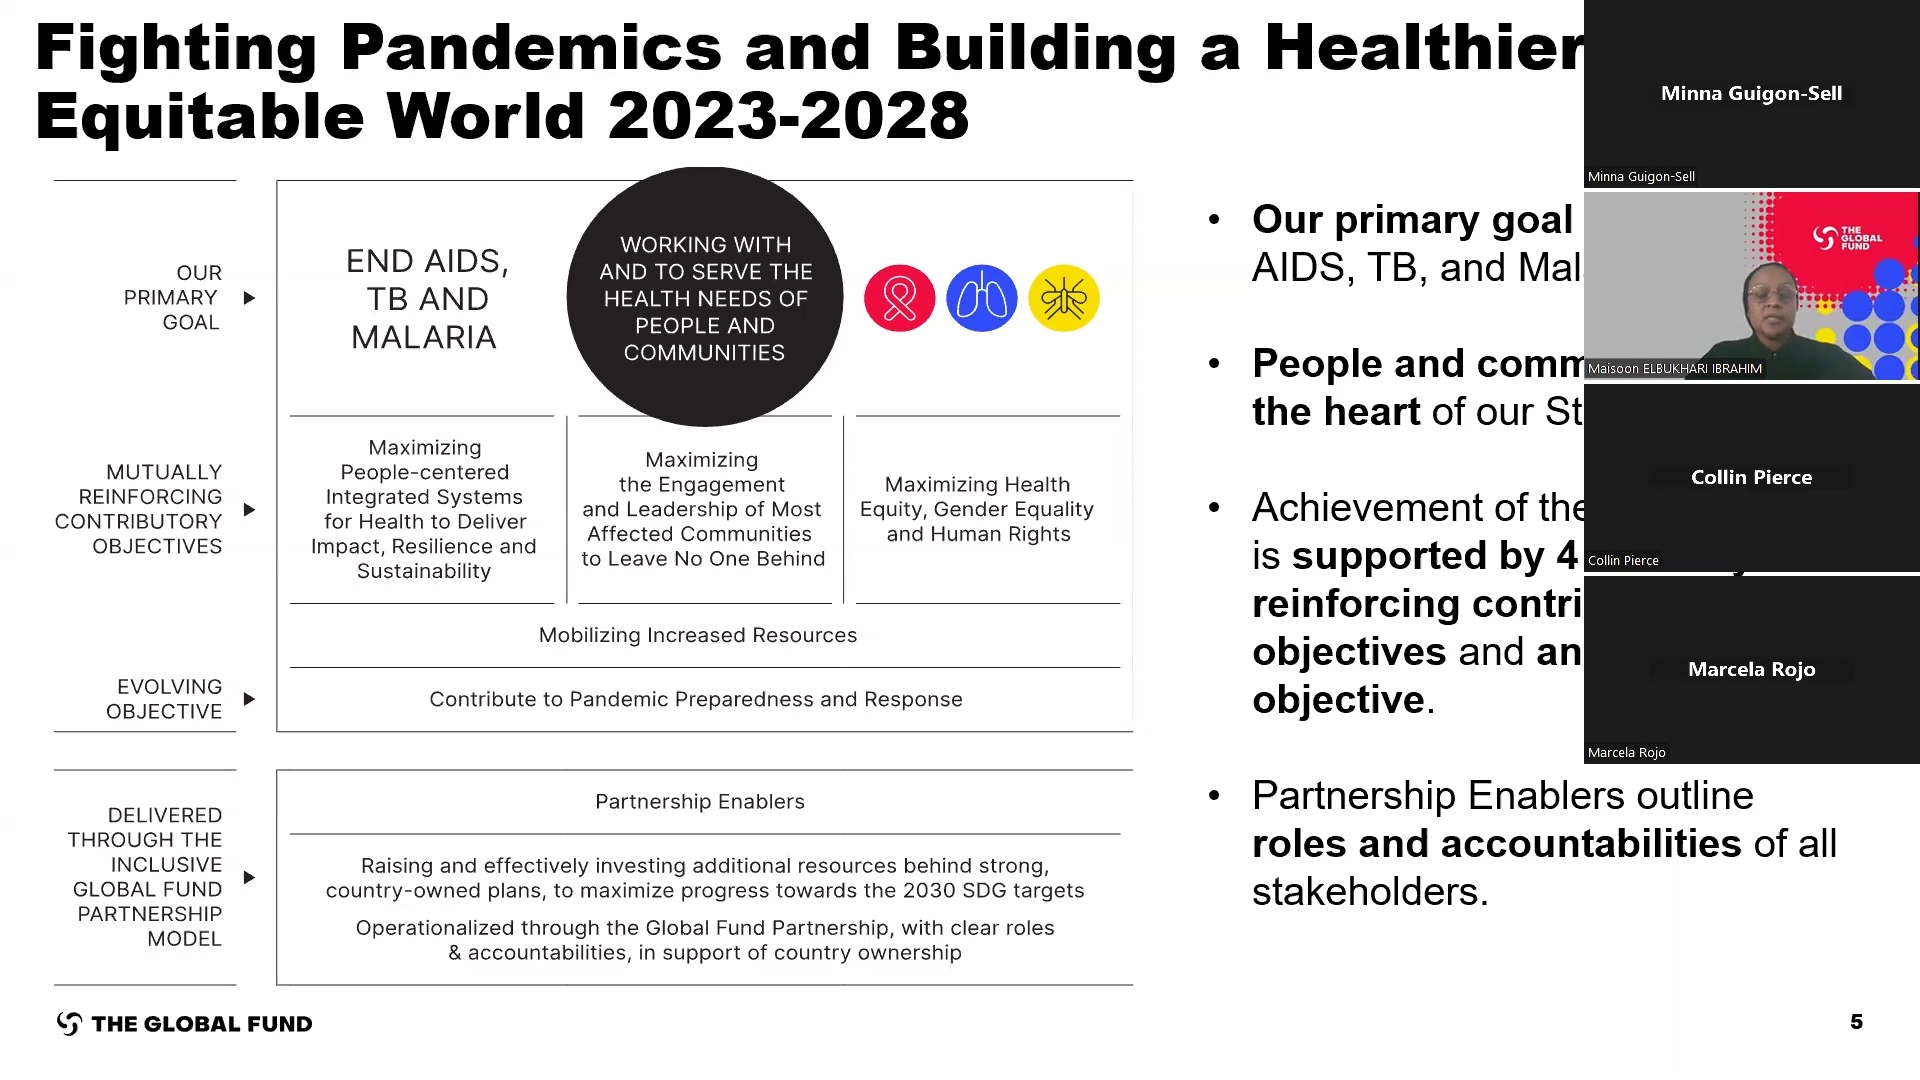 Fighting Pandemics and Building a Healthier
Equitable World 2023-2028
OUR
PRIMARY
GOAL
END AIDS,
TB AND
MALARIA
WORKING WITH
AND TO SERVE THE
HEALTH NEEDS OF
PEOPLE AND
COMMUNITIES
MUTUALLY
REINFORCING
CONTRIBUTORY
OBJECTIVES
Maximizing
People-centered
Integrated Systems
for Health to Deliver
Impact, Resilience and
Sustainability
Maximizing
the Engagement
and Leadership of Most
Affected Communities
to Leave No One Behind
Maximizing Health
Equity, Gender Equality
and Human Rights
Mobilizing Increased Resources
EVOLVING
OBJECTIVE
Contribute to Pandemic Preparedness and Response
DELIVERED
THROUGH THE
INCLUSIVE
GLOBAL FUND
PARTNERSHIP
MODEL
Partnership Enablers
Raising and effectively investing additional resources behind strong,
country-owned plans, to maximize progress towards the 2030 SDG targets
Operationalized through the Global Fund Partnership, with clear roles
& accountabilities, in support of country ownership
• Our primary goal
AIDS, TB, and
• People and
the heart of our
• Achievement of
is supported by 4
reinforcing
objectives and
objective.
• Partnership Enablers outline
roles and accountabilities of all
stakeholders.
Minna Guigon-Sell
Minna Guigon-Sell
THE
GLOBAL
FUND
Maisoon ELBUKHARI IBRAHIM
Collin Pierce
Collin Pierce
Marcela Rojo
Marcela Rojo
THE GLOBAL FUND
5